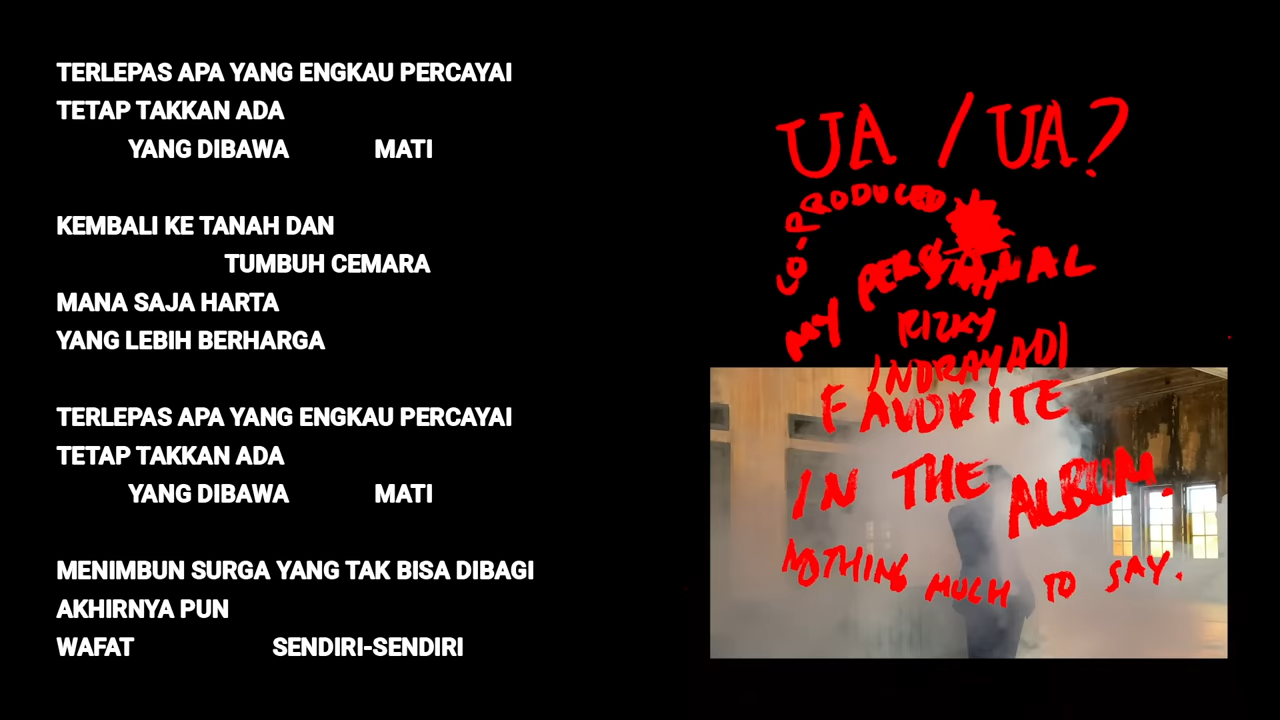 TERLEPAS APA YANG ENGKAU PERCAYAI
TETAP TAKKAN ADA
YANG DIBAWA MATI
KEMBALI KE TANAH DAN
TUMBUH CEMARA
MANA SAJA HARTA
YANG LEBIH BERHARGA
TERLEPAS APA YANG ENGKAU PERCAYAI
TETAP TAKKAN ADA
YANG DIBAWA MATI
MENIMBUN SURGA YANG TAK BISA DIBAGI
AKHIRNYA PUN
WAFAT SENDIRI-SENDIRI
UA / UA?
CO-PRODUCED
RIZKY
INDRAYADI
MY PERSONAL
FAVORITE
IN THE ALBUM.
NOTHING MUCH TO SAY.